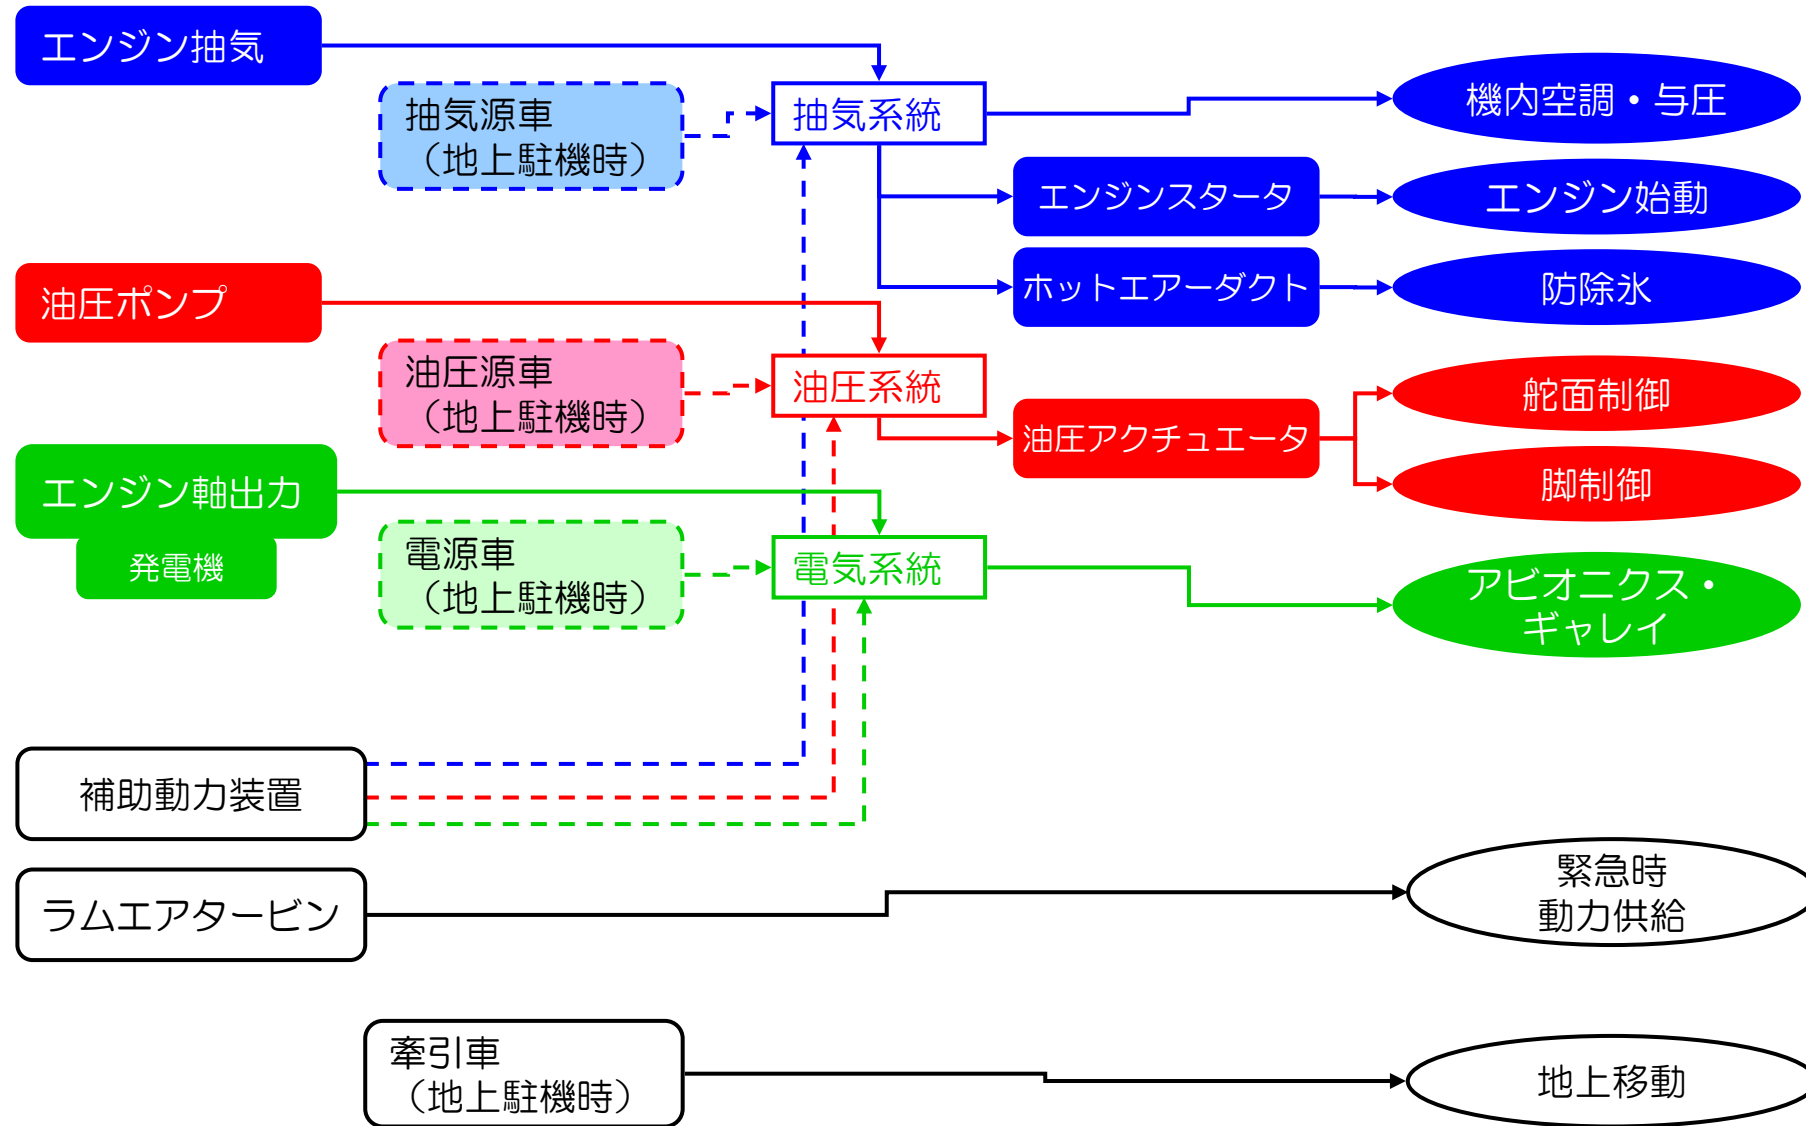 エンジン抽気
抽気源車
（地上駐機時）
抽気系統
機内空調・与圧
エンジンスタータ
エンジン始動
ホットエアーダクト
防除氷
油圧ポンプ
油圧源車
（地上駐機時）
油圧系統
油圧アクチュエータ
舵面制御
脚制御
エンジン軸出力
発電機
電源車
（地上駐機時）
電気系統
アビオニクス・
ギャレイ
補助動力装置
ラムエアタービン
緊急時
動力供給
牽引車
（地上駐機時）
地上移動